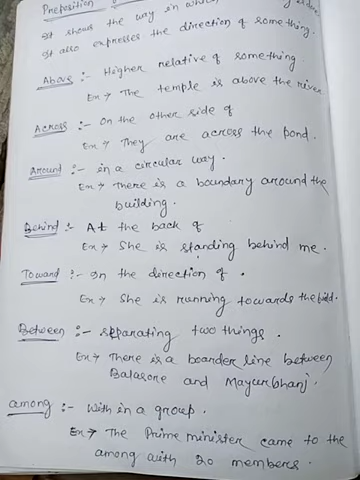 Preposition :-
It shows the way in which
It also expresses the direction of something.
Above :- Higher relative of something.
Ex → The temple is above the river
Across :- On the other side of
Ex → They are across the pond.
Around :- in a circular way.
Ex → There is a boundary around the
building.
Behind :- At the back of
Ex → She is standing behind me.
Toward :- In the direction of .
Ex → She is running towards the
Between :- separating two things.
Ex → There is a boarder line between
Balasore and Mayurbhanj.
among :- with in a group.
Ex → The Prime minister came to the
among with 20 members.